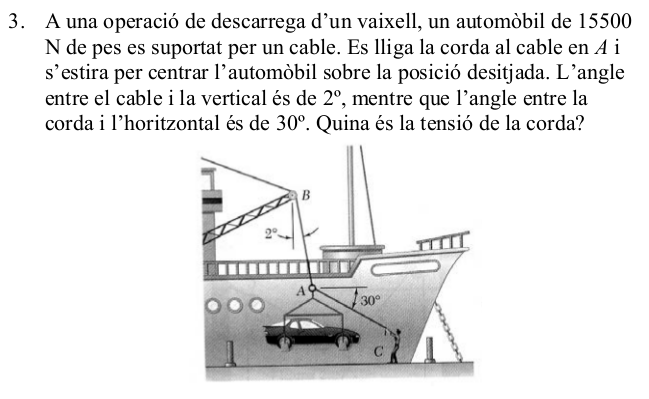 3. A una operació de descarrega d’un vaixell, un automòbil de 15500
N de pes es suportat per un cable. Es lliga la corda al cable en A i
s’estira per centrar l’automòbil sobre la posició desitjada. L’angle
entre el cable i la vertical és de 2º, mentre que l’angle entre la
corda i l’horitzontal és de 30º. Quina és la tensió de la corda?
B
2°
A
30°
C